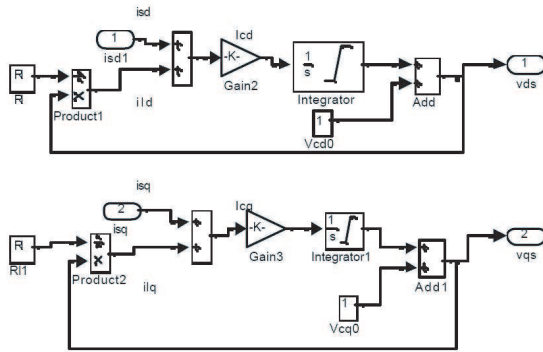 isd
Icd
1
isd1
-K-
Gain2
1
s
Integrator
R
R
Product1
ild
1
Vcd0
Add
1
vds
isq
Icq
2
isq
-K-
Gain3
1
s
Integrator1
R
Rl1
Product2
ilq
1
Vcq0
Add1
2
vqs